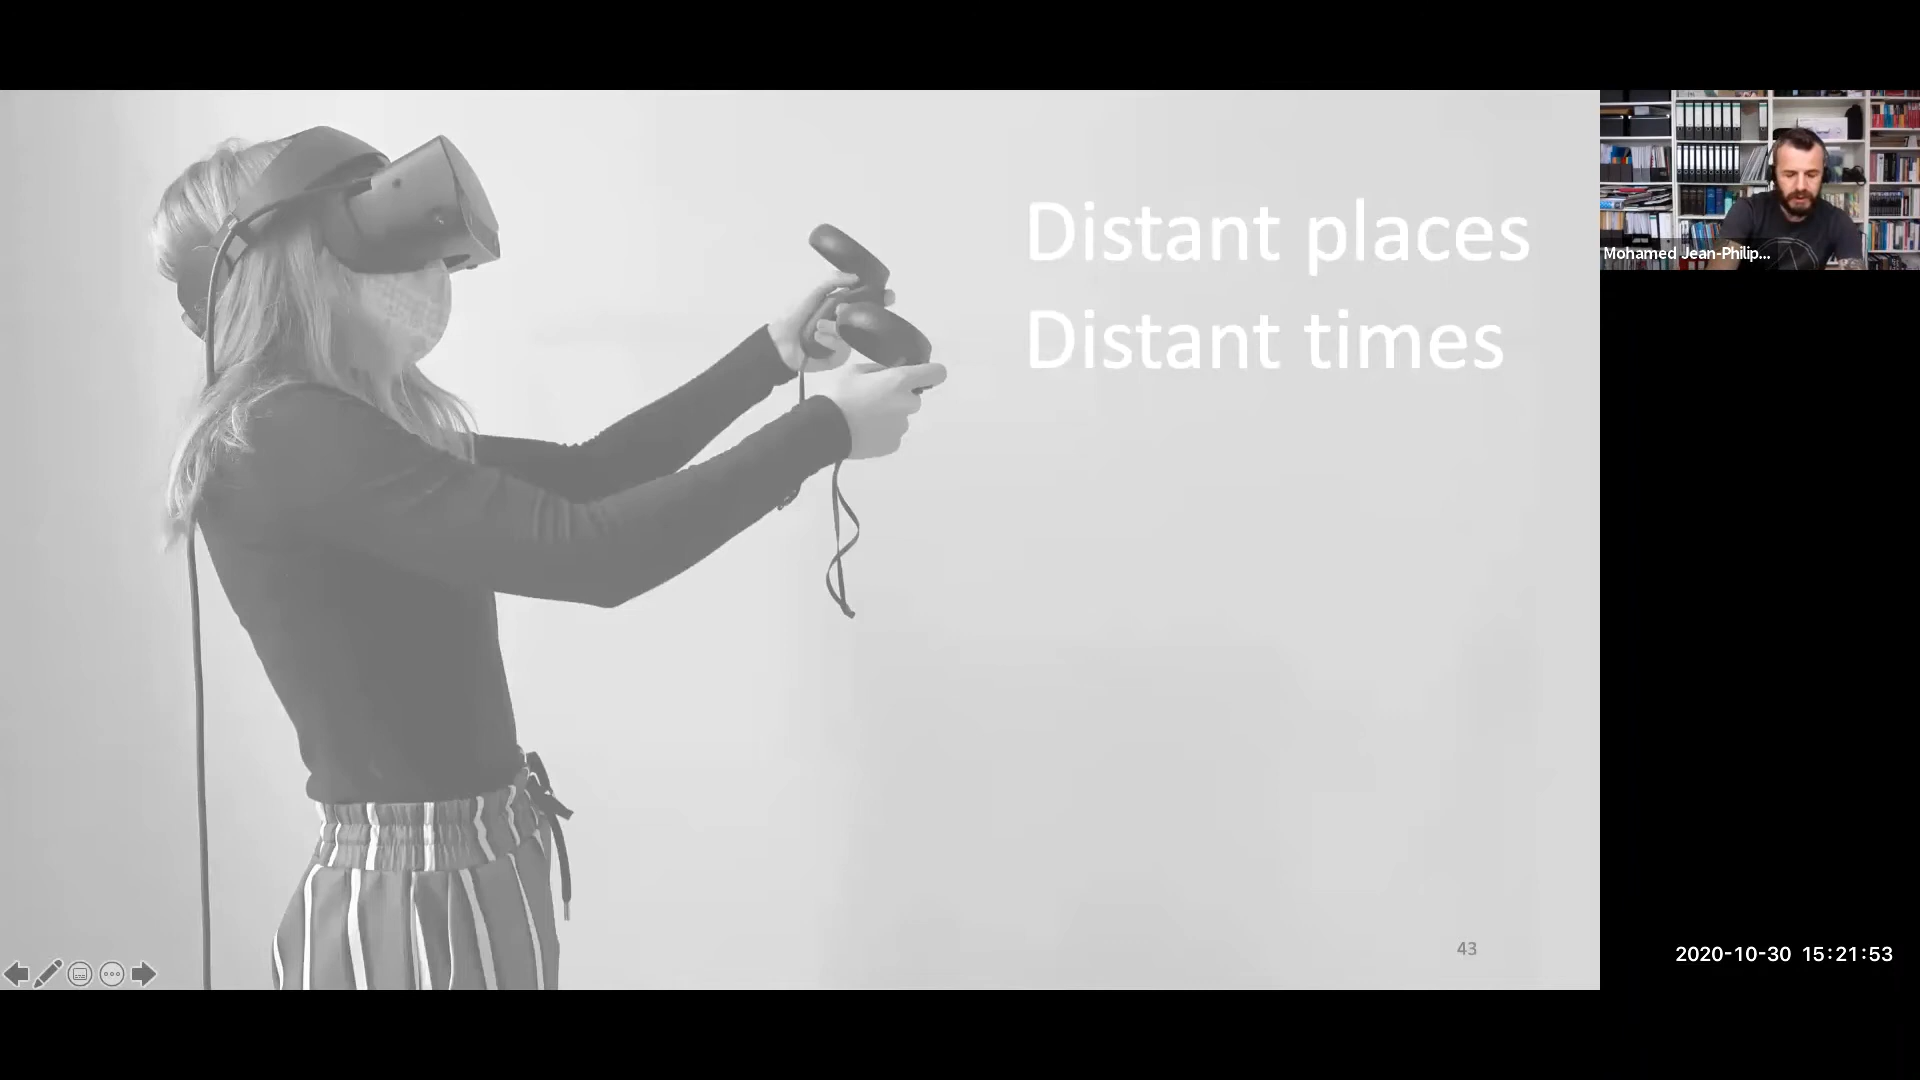 Distant places
Distant times
Mohamed Jean-Philip...
43
2020-10-30 15:21:53